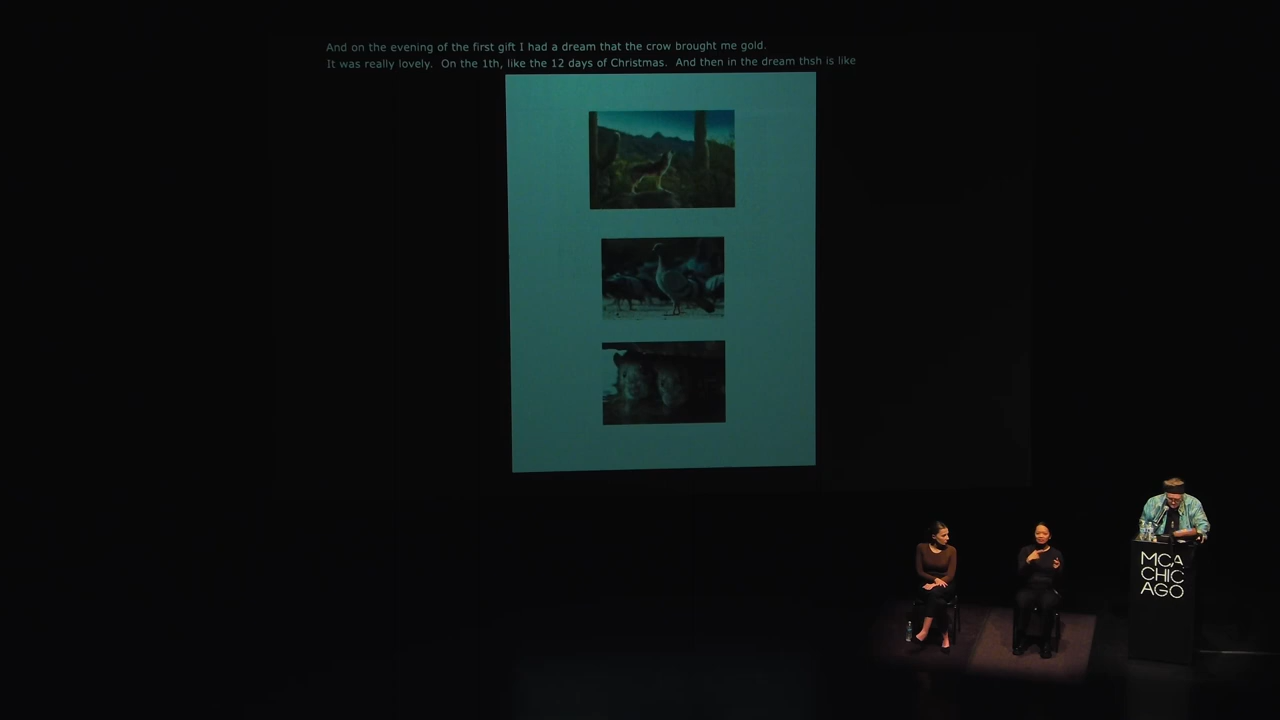 And on the evening of the first gift I had a dream that the crow brought me gold.
It was really lovely.  On the 1th, like the 12 days of Christmas.  And then in the dream thsh is like
MCA
CHIC
AGO